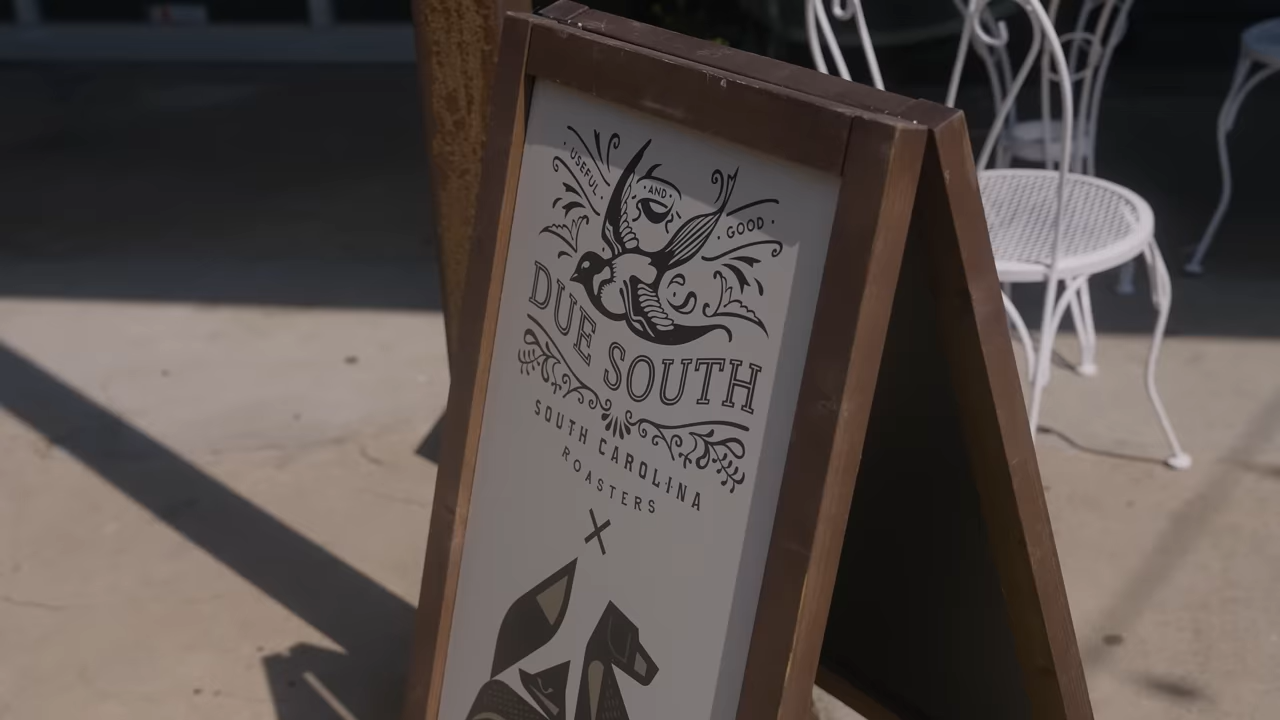 USEFUL · AND · GOOD ·
DUE SOUTH
SOUTH CAROLINA
ROASTERS
X